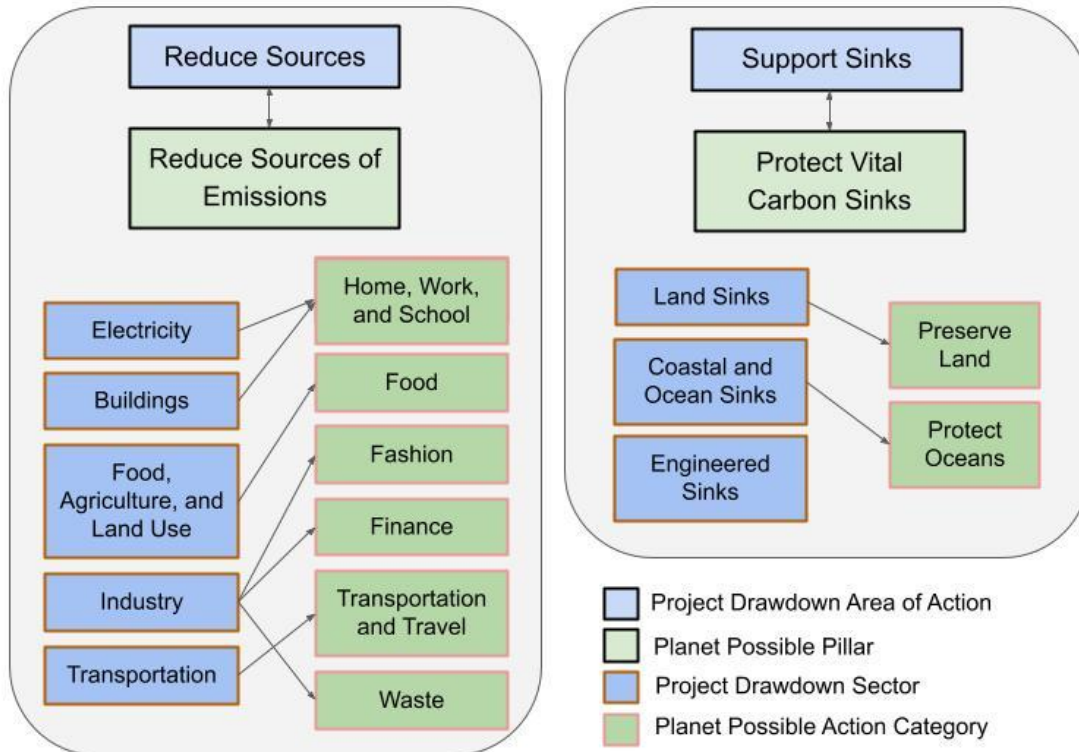 Reduce Sources
Reduce Sources of
Emissions
Electricity
Buildings
Food,
Agriculture, and
Land Use
Industry
Transportation
Home, Work,
and School
Food
Fashion
Finance
Transportation
and Travel
Waste
Support Sinks
Protect Vital
Carbon Sinks
Land Sinks
Coastal and
Ocean Sinks
Engineered
Sinks
Preserve
Land
Protect
Oceans
Project Drawdown Area of Action
Planet Possible Pillar
Project Drawdown Sector
Planet Possible Action Category